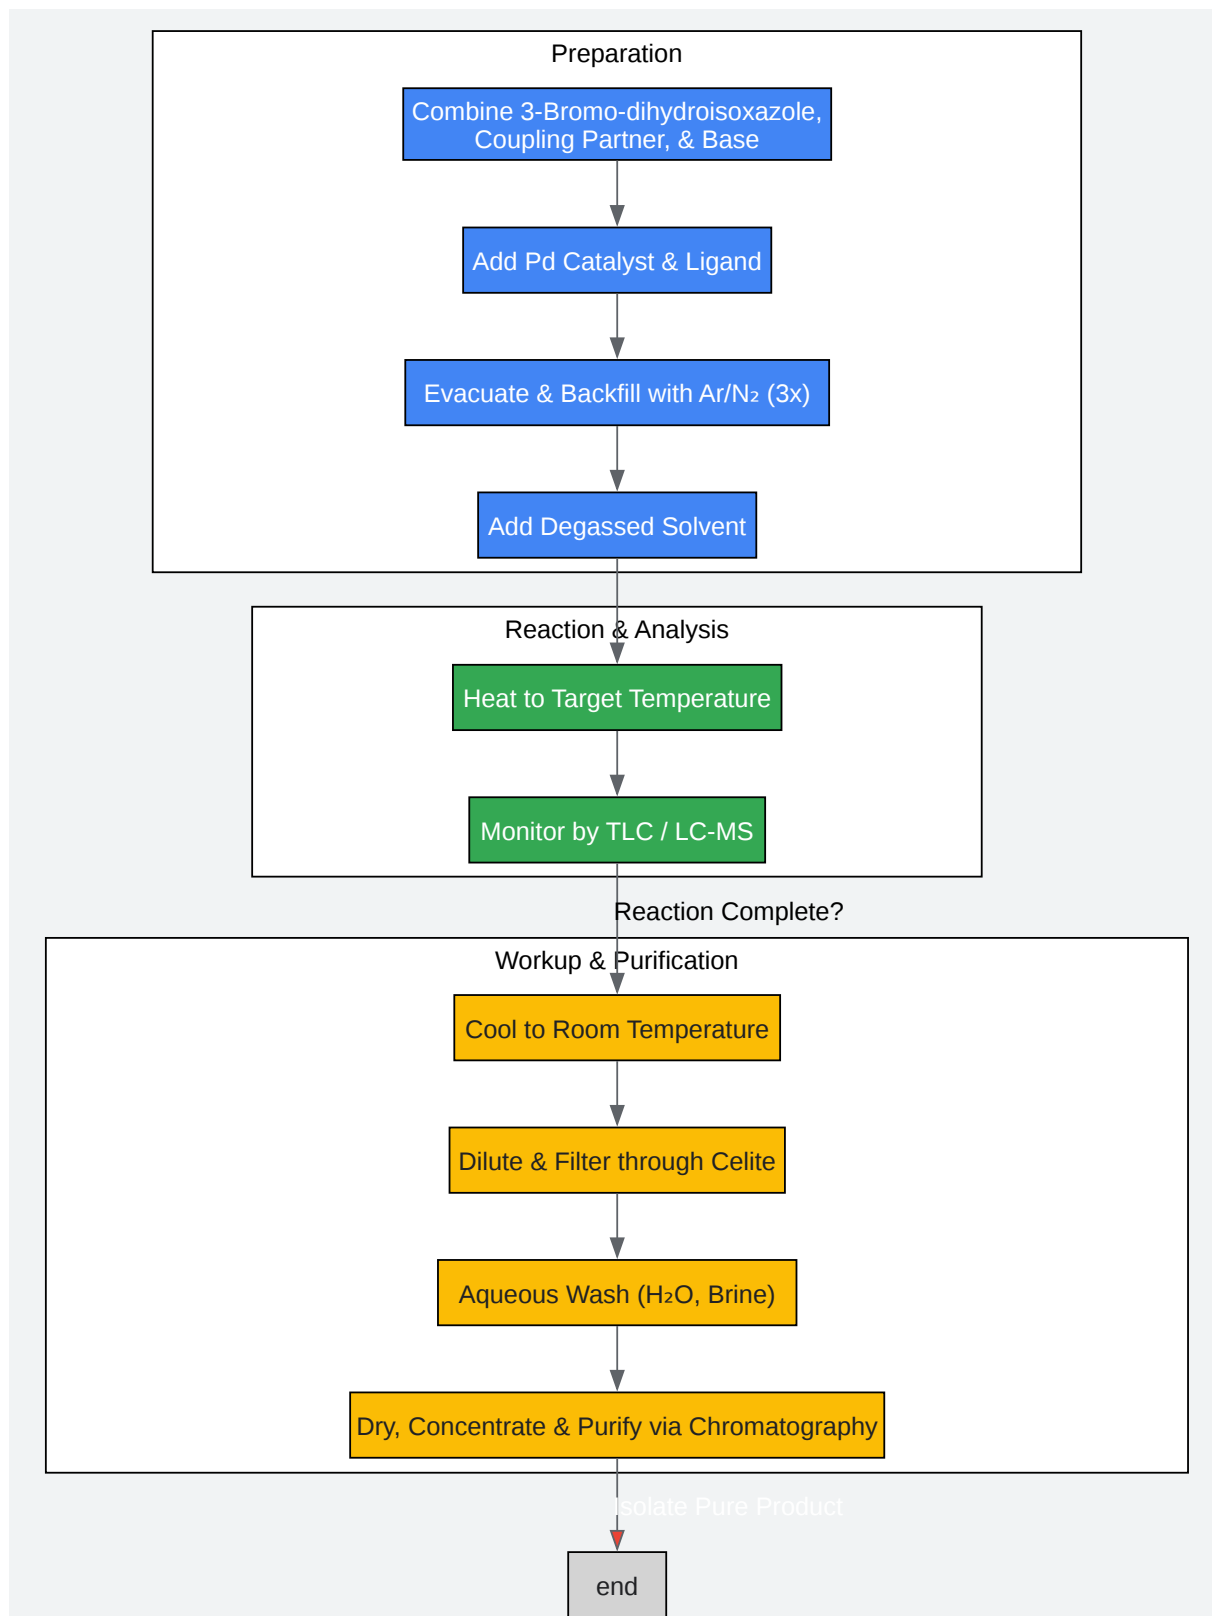 Preparation
Combine 3-Bromo-dihydroisoxazole,
Coupling Partner, & Base
Add Pd Catalyst & Ligand
Evacuate & Backfill with Ar/N₂ (3x)
Add Degassed Solvent
Reaction & Analysis
Heat to Target Temperature
Monitor by TLC / LC-MS
Reaction Complete?
Workup & Purification
Cool to Room Temperature
Dilute & Filter through Celite
Aqueous Wash (H₂O, Brine)
Dry, Concentrate & Purify via Chromatography
Isolate Pure Product
end